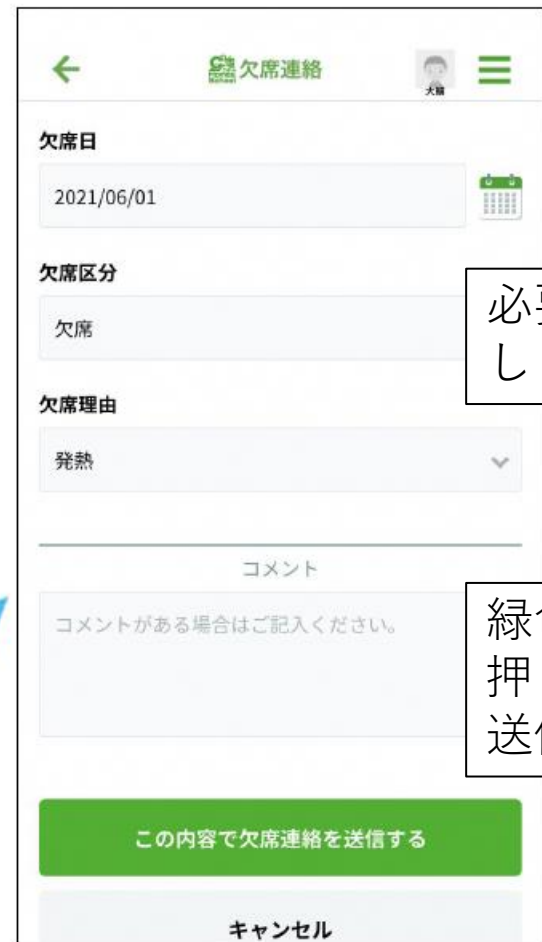 欠席連絡
大輔
欠席日
2021/06/01
欠席区分
欠席
必要
し
欠席理由
発熱
コメント
コメントがある場合はご記入ください。
緑
押
送
この内容で欠席連絡を送信する
キャンセル